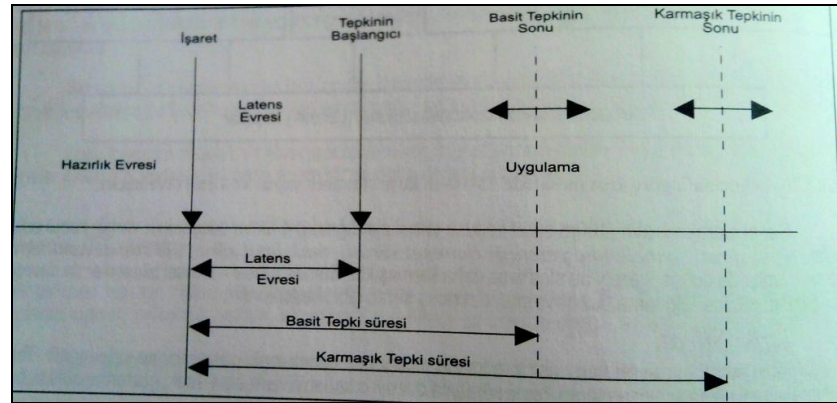 İşaret
Tepkinin
Başlangıcı
Basit Tepkinin
Sonu
Karmaşık Tepkinin
Sonu
Latens
Evresi
Hazırlık Evresi
Uygulama
Latens
Evresi
Basit Tepki süresi
Karmaşık Tepki süresi